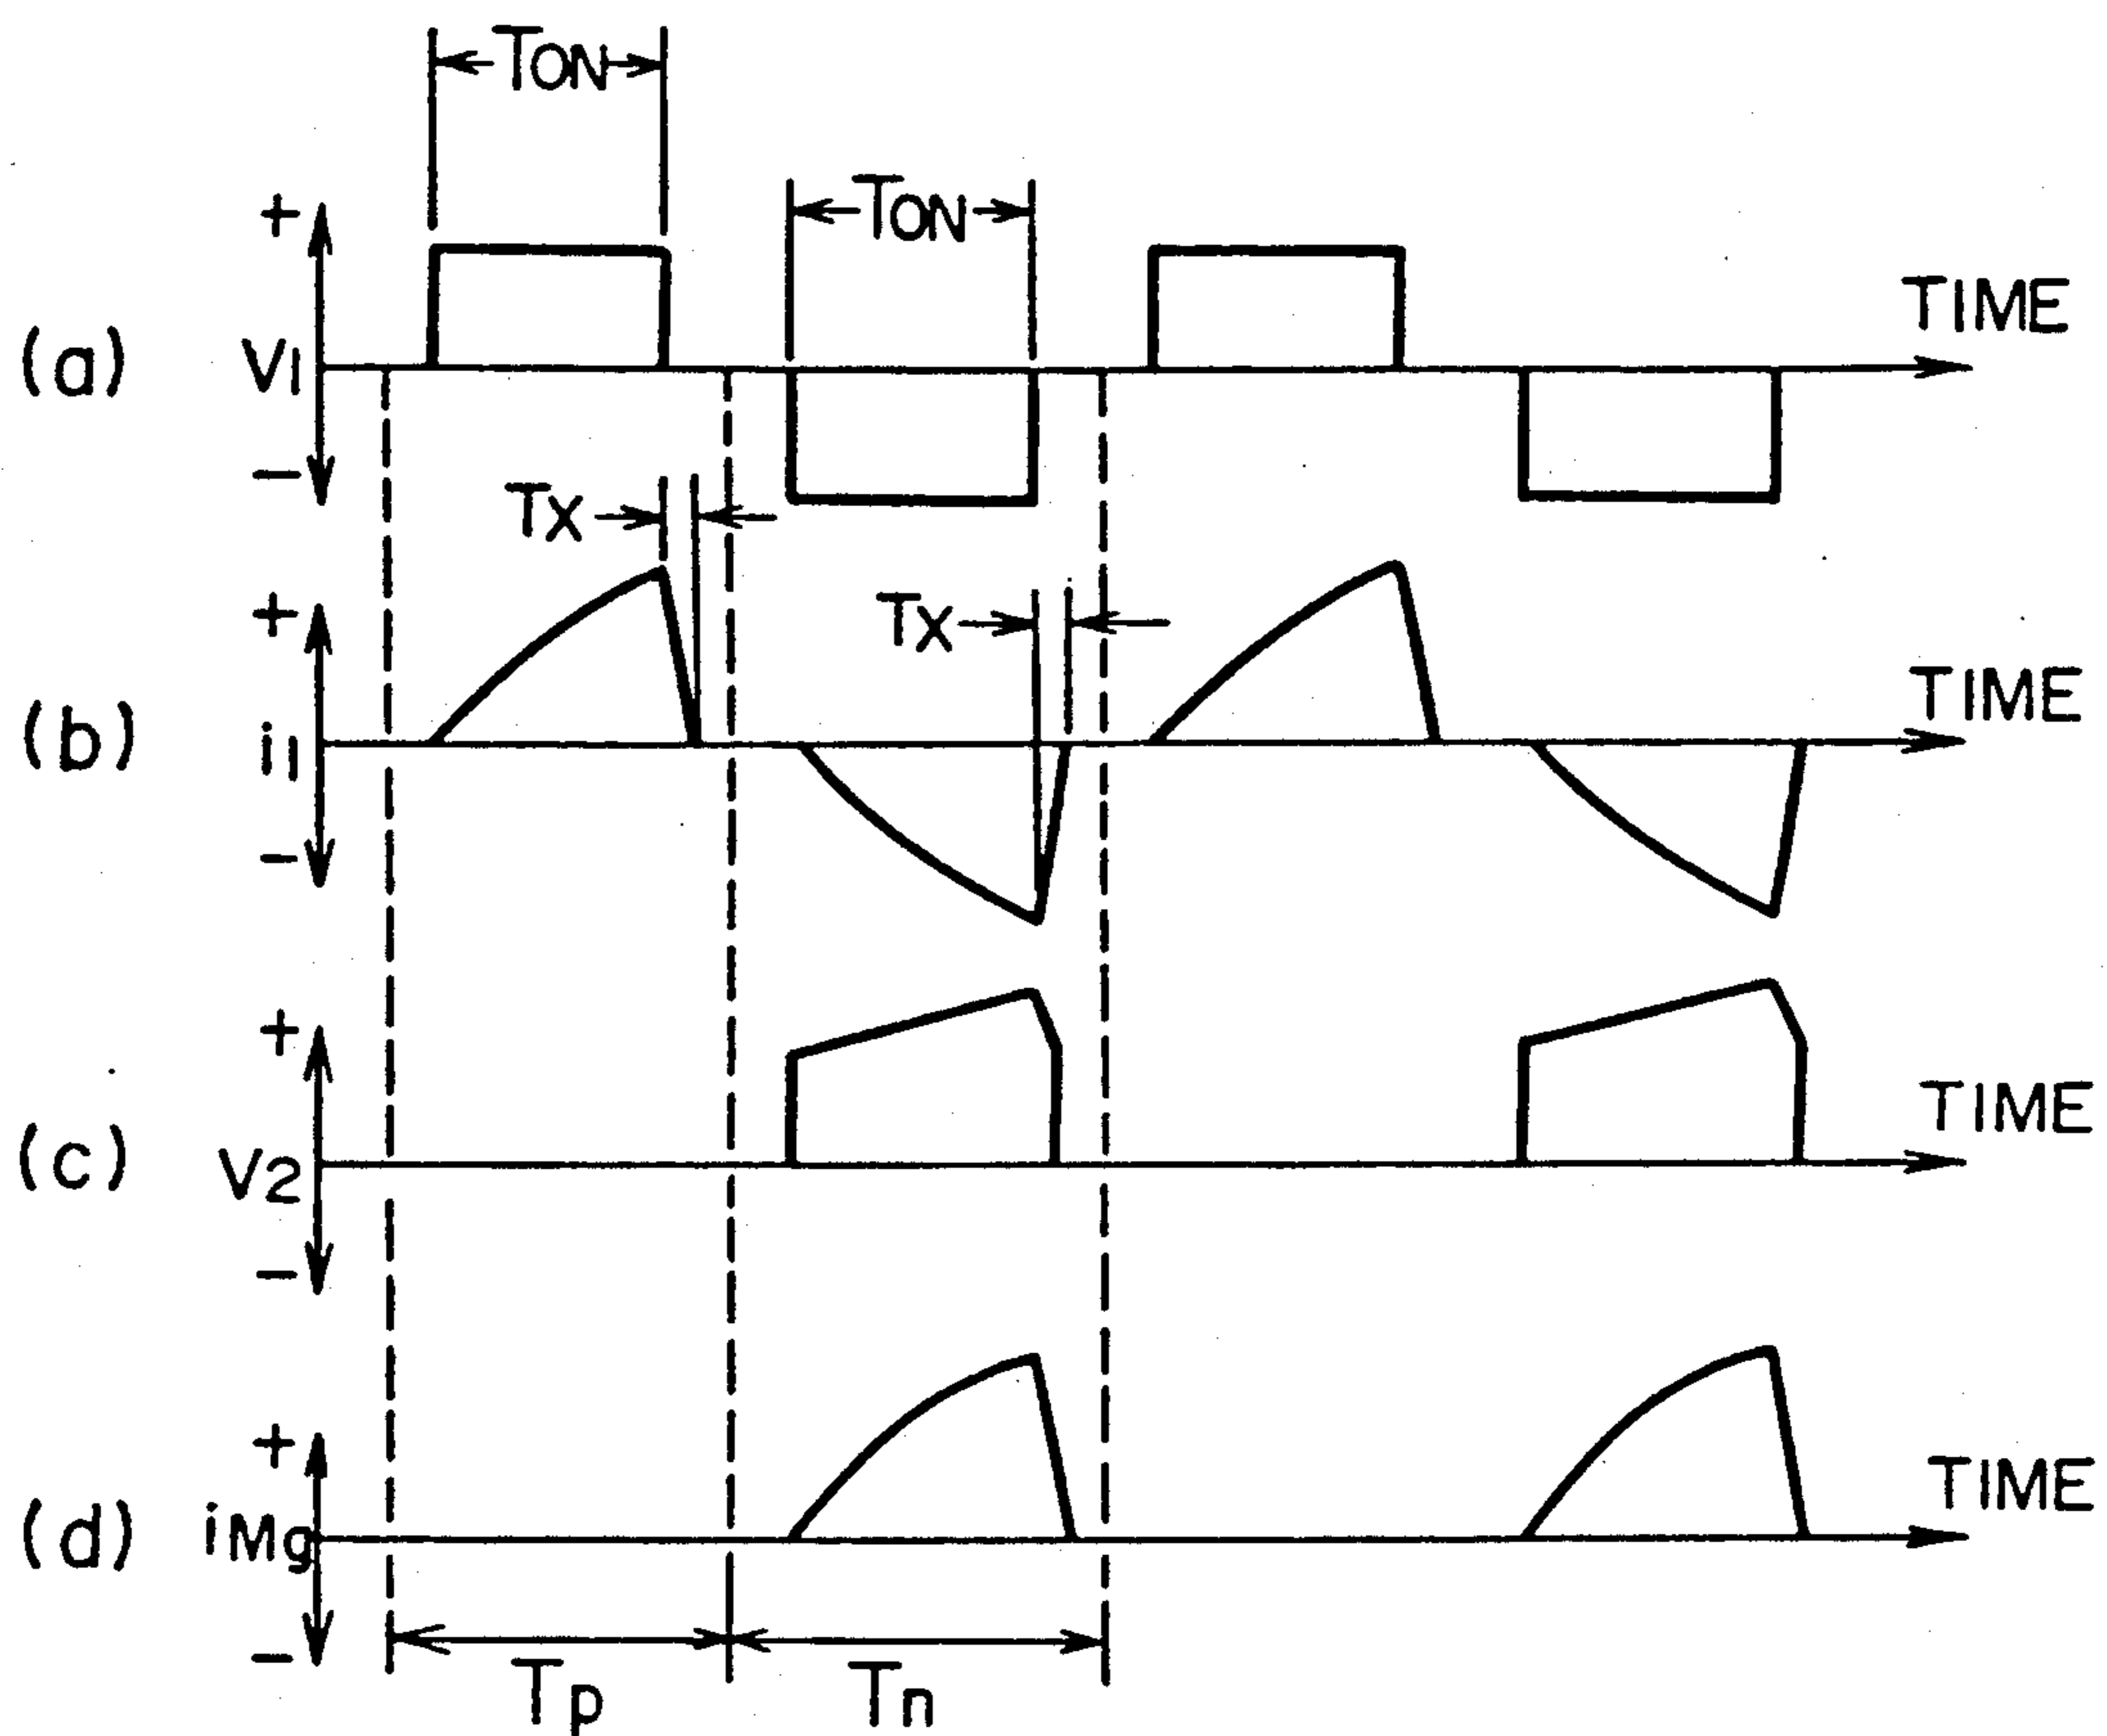 TON
+
TON
TIME
(a)
V1
−
TX
+
TX
TIME
(b)
i1
−
+
TIME
(c)
V2
−
+
TIME
(d)
iMg
−
Tp
Tn